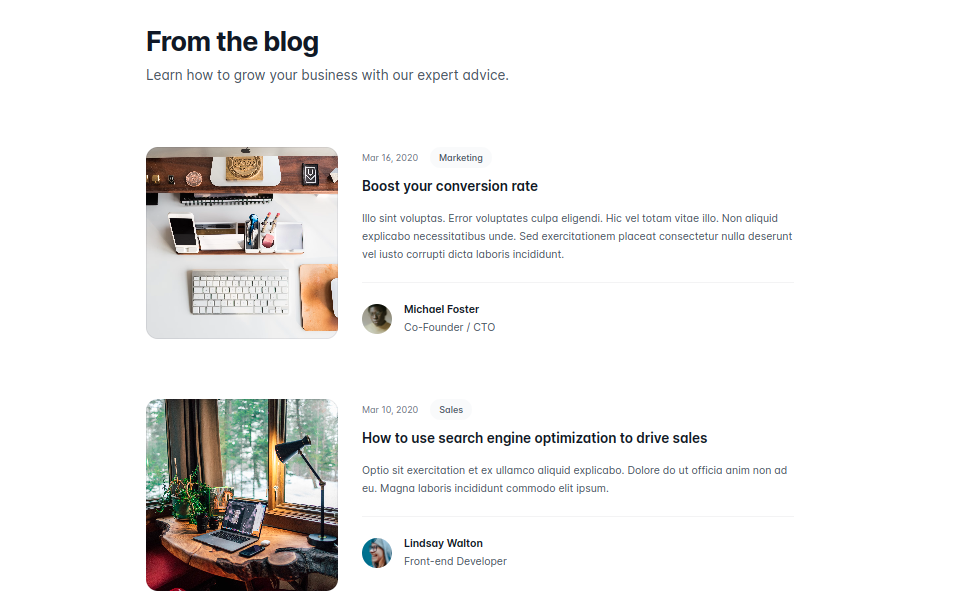 From the blog
Learn how to grow your business with our expert advice.
Mar 16, 2020 Marketing
Boost your conversion rate
Illo sint voluptas. Error voluptates culpa eligendi. Hic vel totam vitae illo. Non aliquid
explicabo necessitatibus unde. Sed exercitationem placeat consectetur nulla deserunt
vel iusto corrupti dicta laboris incididunt.
Michael Foster
Co-Founder / CTO
Mar 10, 2020 Sales
How to use search engine optimization to drive sales
Optio sit exercitation et ex ullamco aliquid explicabo. Dolore do ut officia anim non ad
eu. Magna laboris incididunt commodo elit ipsum.
Lindsay Walton
Front-end Developer